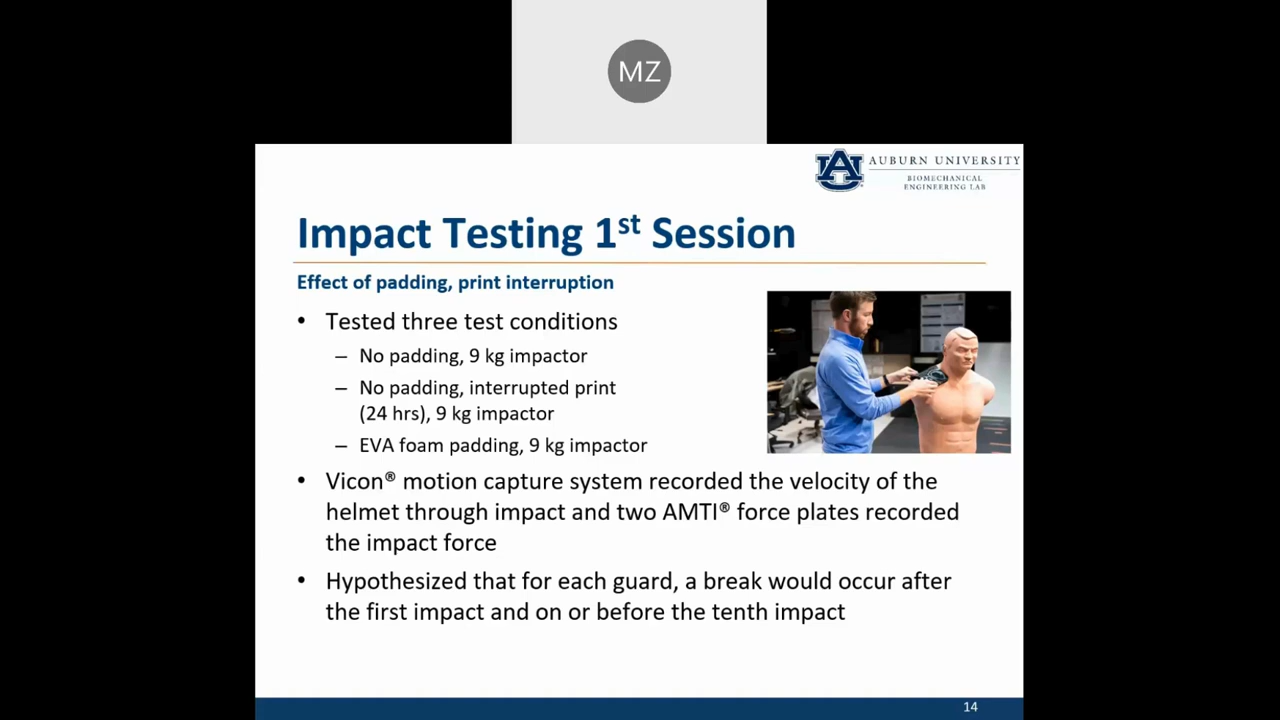 MZ
AUBURN UNIVERSITY
BIOMECHANICAL
ENGINEERING LAB
Impact Testing 1st Session
Effect of padding, print interruption
• Tested three test conditions
– No padding, 9 kg impactor
– No padding, interrupted print
(24 hrs), 9 kg impactor
– EVA foam padding, 9 kg impactor
• Vicon® motion capture system recorded the velocity of the
helmet through impact and two AMTI® force plates recorded
the impact force
• Hypothesized that for each guard, a break would occur after
the first impact and on or before the tenth impact
14